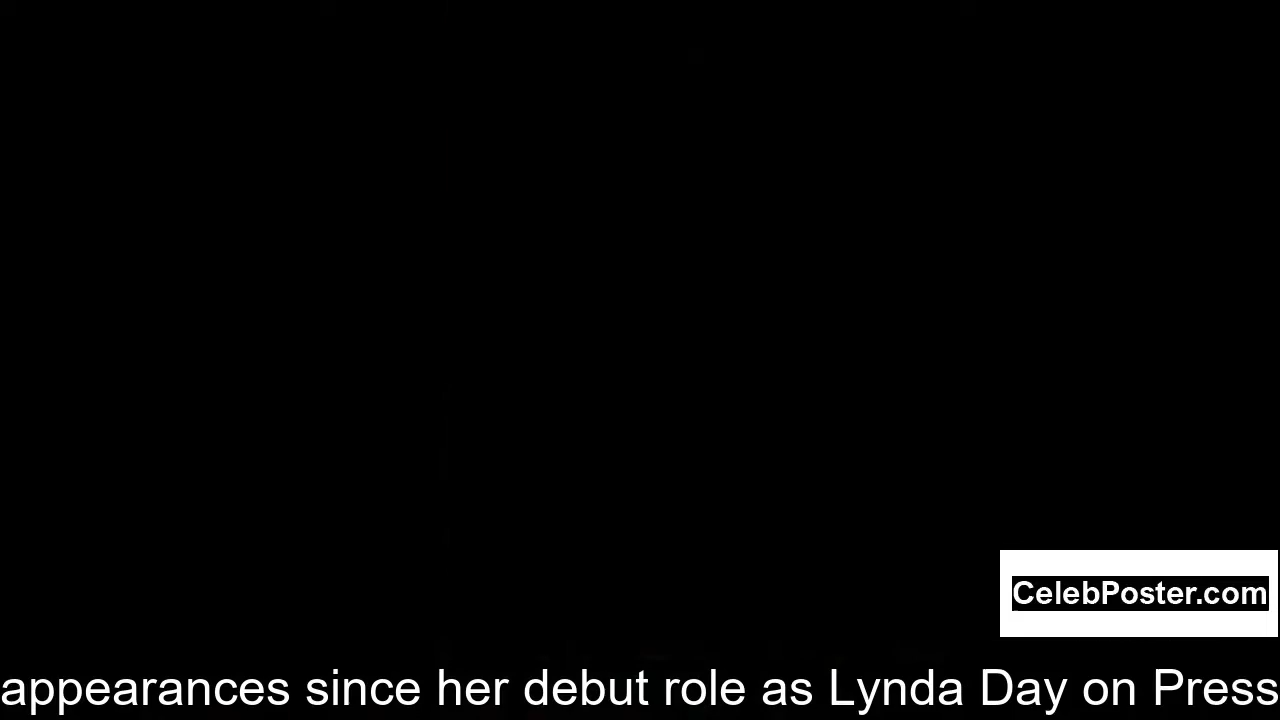 CelebPoster.com
appearances since her debut role as Lynda Day on Press